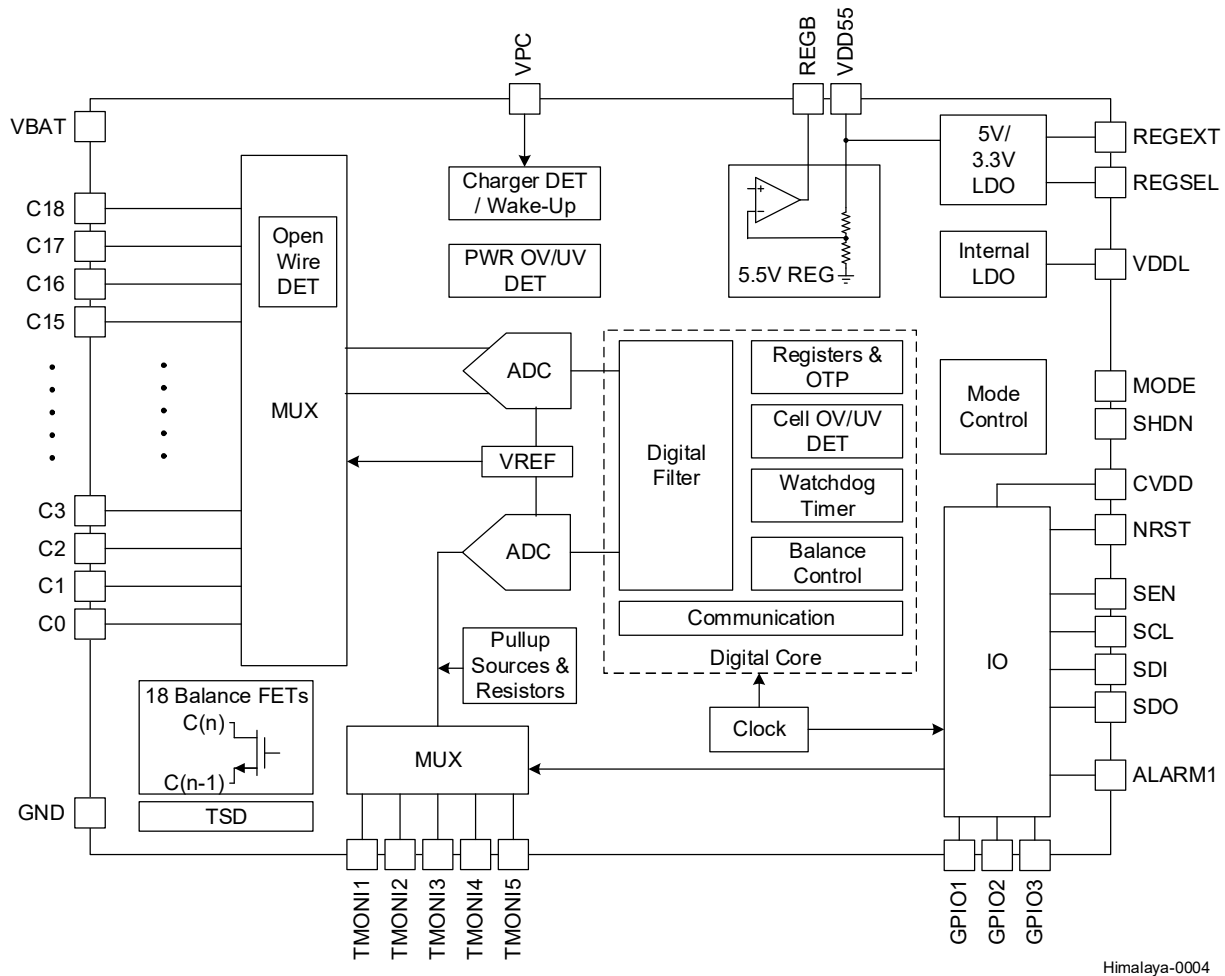 VPC
REGB
VDD55
VBAT
C18
C17
C16
C15
C3
C2
C1
C0
GND
Open
Wire
DET
MUX
Charger DET
/ Wake-Up
PWR OV/UV
DET
+
−
5.5V REG
5V/
3.3V
LDO
Internal
LDO
REGEXT
REGSEL
VDDL
ADC
VREF
ADC
Digital
Filter
Registers &
OTP
Cell OV/UV
DET
Watchdog
Timer
Balance
Control
Communication
Digital Core
Mode
Control
MODE
SHDN
CVDD
NRST
SEN
SCL
SDI
SDO
ALARM1
IO
Pullup
Sources &
Resistors
Clock
18 Balance FETs
C(n)
C(n-1)
TSD
MUX
TMONI1
TMONI2
TMONI3
TMONI4
TMONI5
GPIO1
GPIO2
GPIO3
Himalaya-0004